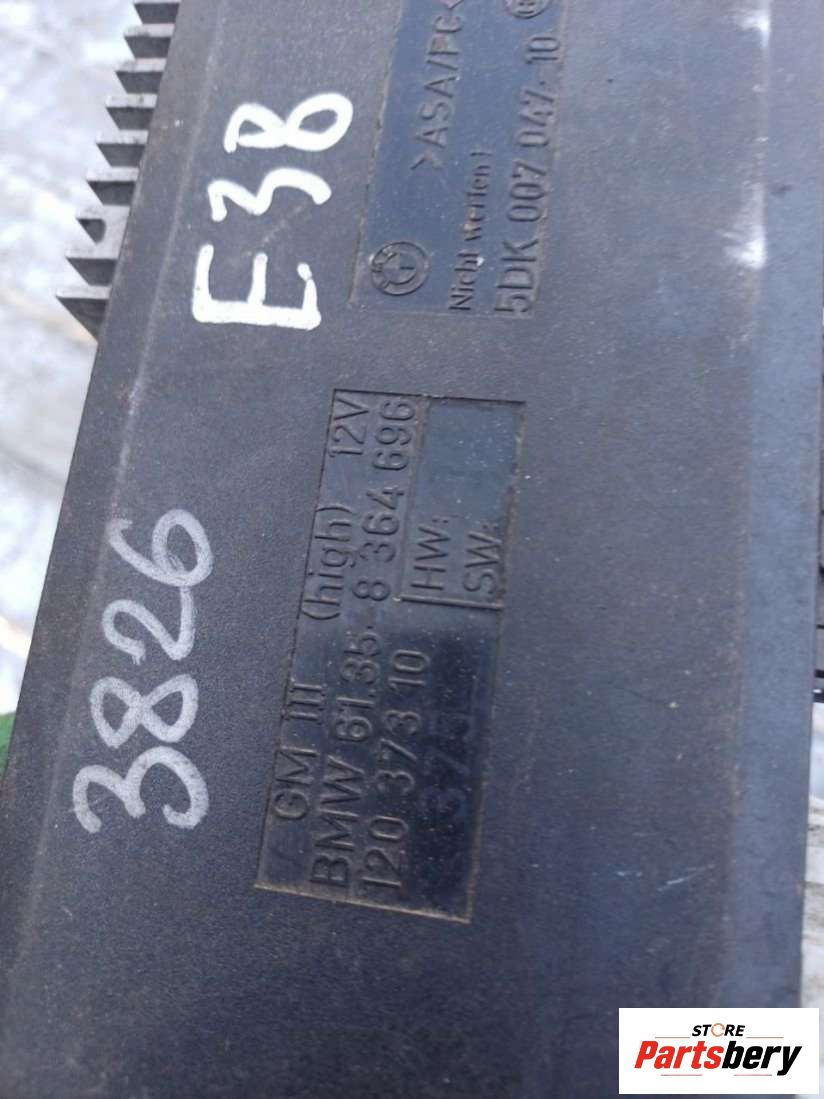 E38
3826
>ASA/PC<
Nicht werfen!
5DK 007 047-10
GM III (high) 12V
BMW 61.35-8 364 696
120 373 10
375
HW:
SW:
STORE
Partsbery